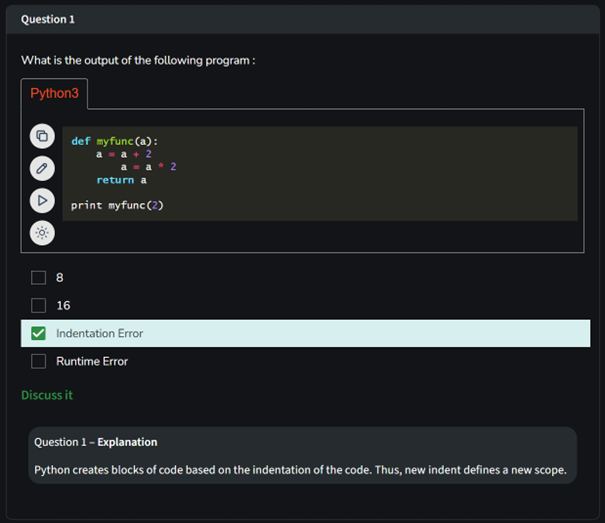 Question 1
What is the output of the following program :
Python3
def myfunc(a):
    a = a + 2
        a = a * 2
    return a
print myfunc(2)
8
16
Indentation Error
Runtime Error
Discuss it
Question 1 – Explanation
Python creates blocks of code based on the indentation of the code. Thus, new indent defines a new scope.